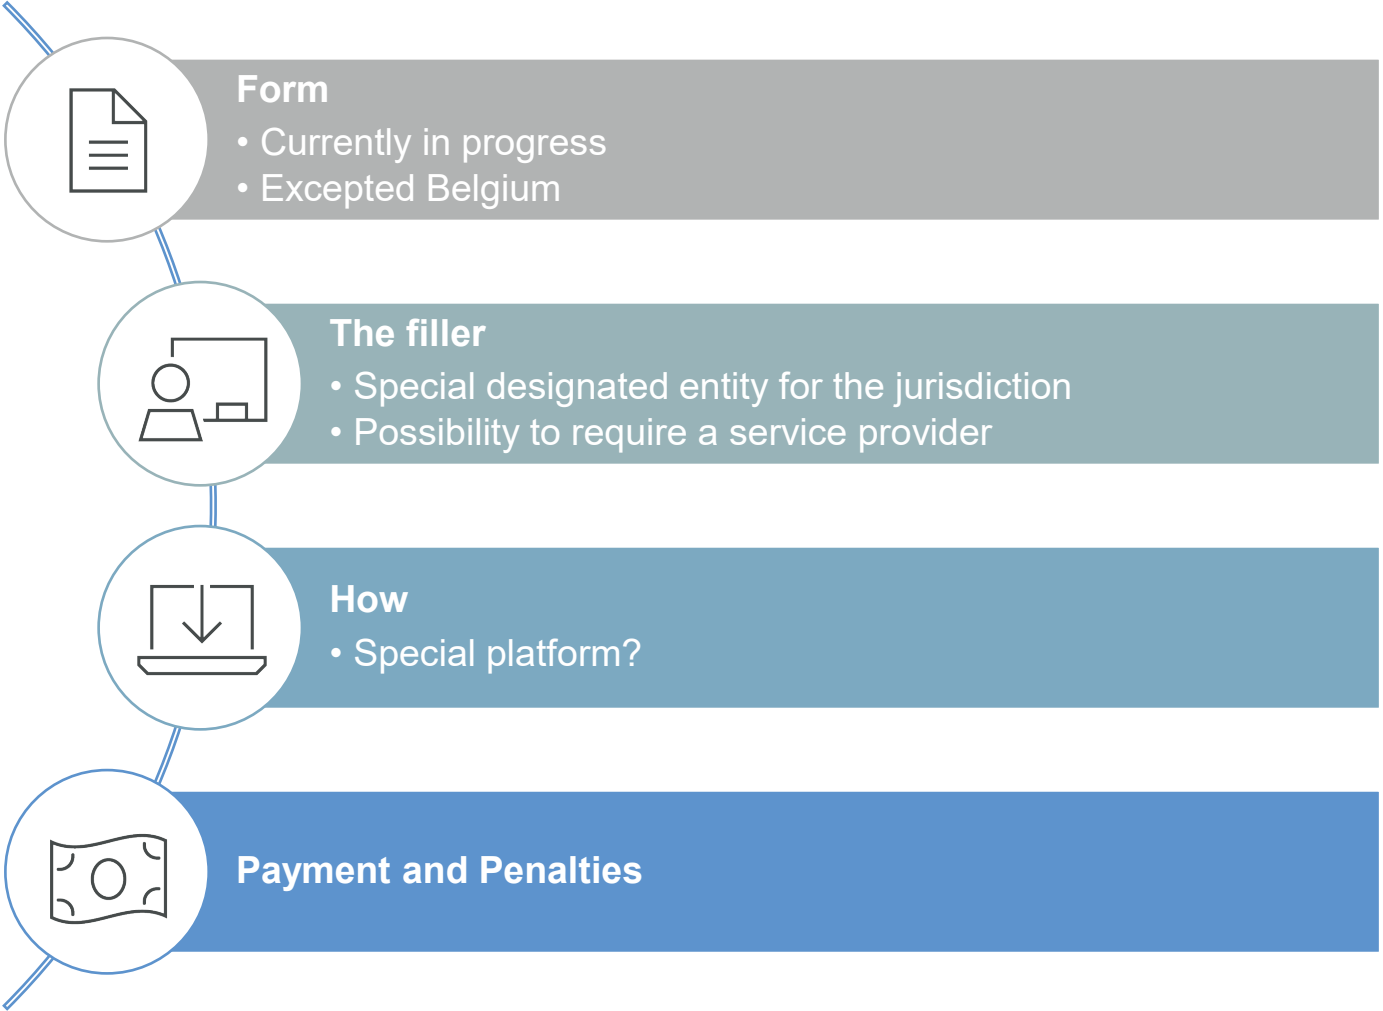 Form
• Currently in progress
• Excepted Belgium
The filler
• Special designated entity for the jurisdiction
• Possibility to require a service provider
How
• Special platform?
Payment and Penalties